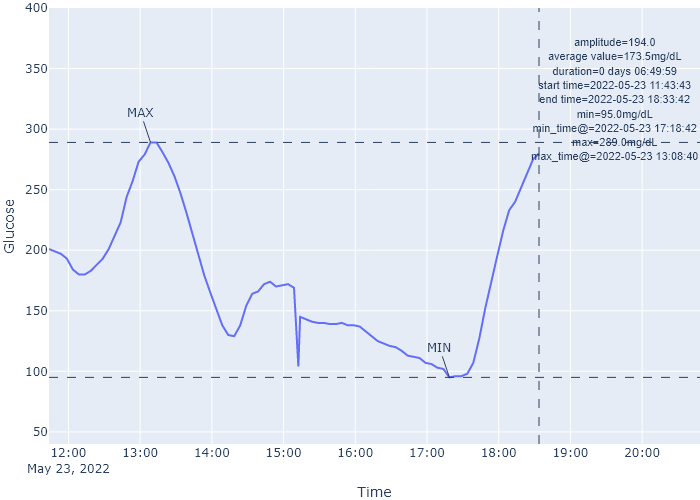 400
350
300
250
200
150
100
50
Glucose
MAX
MIN
amplitude=194.0
average value=173.5mg/dL
duration=0 days 06:49:59
start time=2022-05-23 11:43:43
end time=2022-05-23 18:33:42
min=95.0mg/dL
min_time@=2022-05-23 17:18:42
max=289.0mg/dL
max_time@=2022-05-23 13:08:40
12:00 13:00 14:00 15:00 16:00 17:00 18:00 19:00 20:00
May 23, 2022
Time